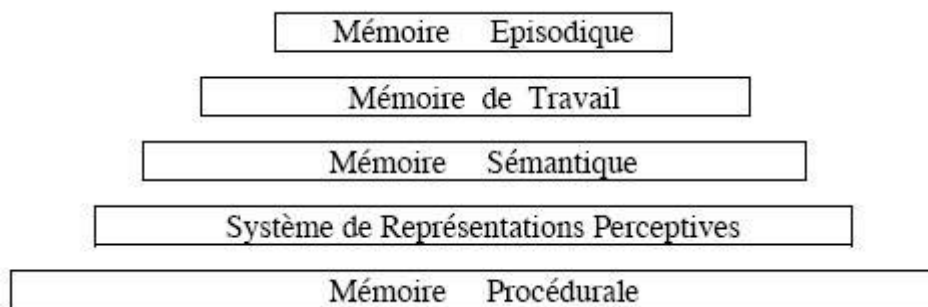 Mémoire Episodique
Mémoire de Travail
Mémoire Sémantique
Système de Représentations Perceptives
Mémoire Procédurale